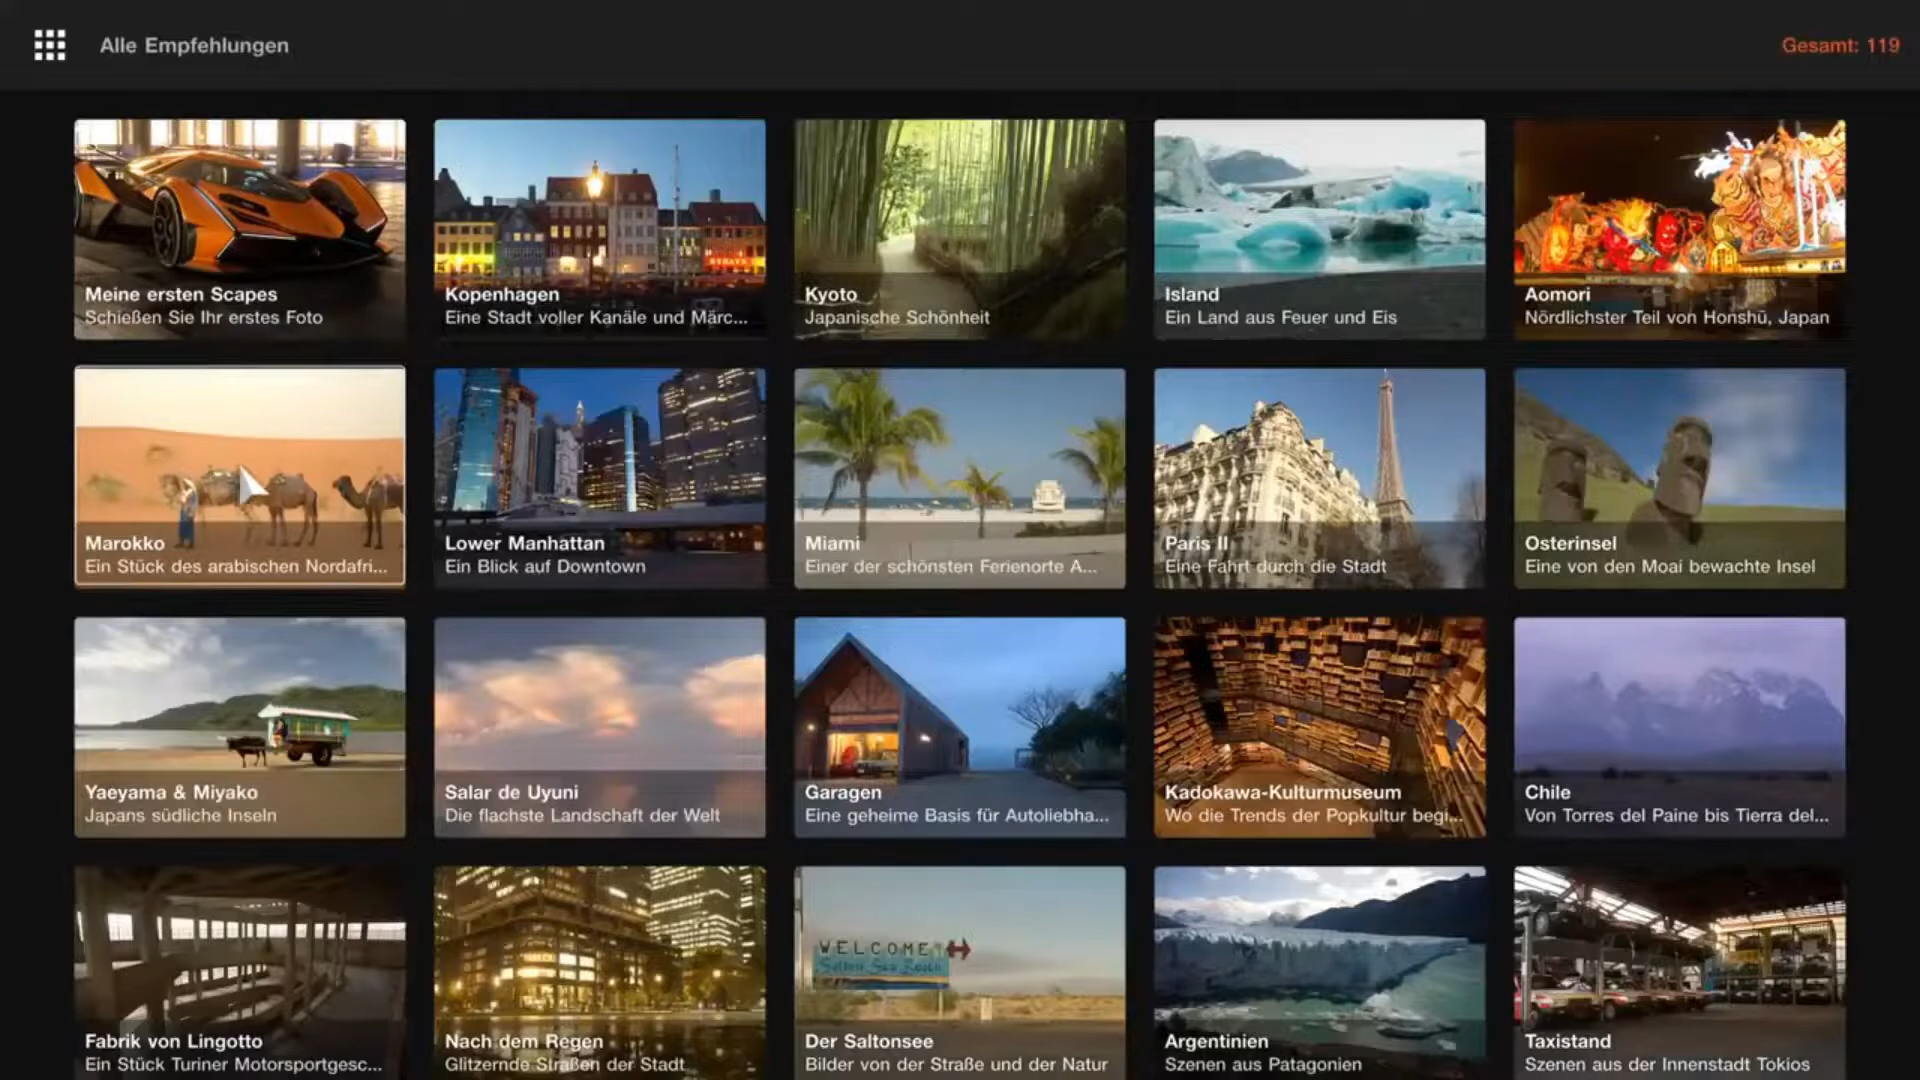 Alle Empfehlungen
Gesamt: 119
Meine ersten Scapes
Schießen Sie Ihr erstes Foto
Kopenhagen
Eine Stadt voller Kanäle und Märc...
Kyoto
Japanische Schönheit
Island
Ein Land aus Feuer und Eis
Aomori
Nördlichster Teil von Honshū, Japan
Marokko
Ein Stück des arabischen Nordafri...
Lower Manhattan
Ein Blick auf Downtown
Miami
Einer der schönsten Ferienorte A...
Paris II
Eine Fahrt durch die Stadt
Osterinsel
Eine von den Moai bewachte Insel
Yaeyama & Miyako
Japans südliche Inseln
Salar de Uyuni
Die flachste Landschaft der Welt
Garagen
Eine geheime Basis für Autoliebha...
Kadokawa-Kulturmuseum
Wo die Trends der Popkultur begi...
Chile
Von Torres del Paine bis Tierra del...
Fabrik von Lingotto
Ein Stück Turiner Motorsportgesc...
Nach dem Regen
Glitzernde Straßen der Stadt
WELCOME
Salton Sea Beach
Der Saltonsee
Bilder von der Straße und der Natur
Argentinien
Szenen aus Patagonien
Taxistand
Szenen aus der Innenstadt Tokios